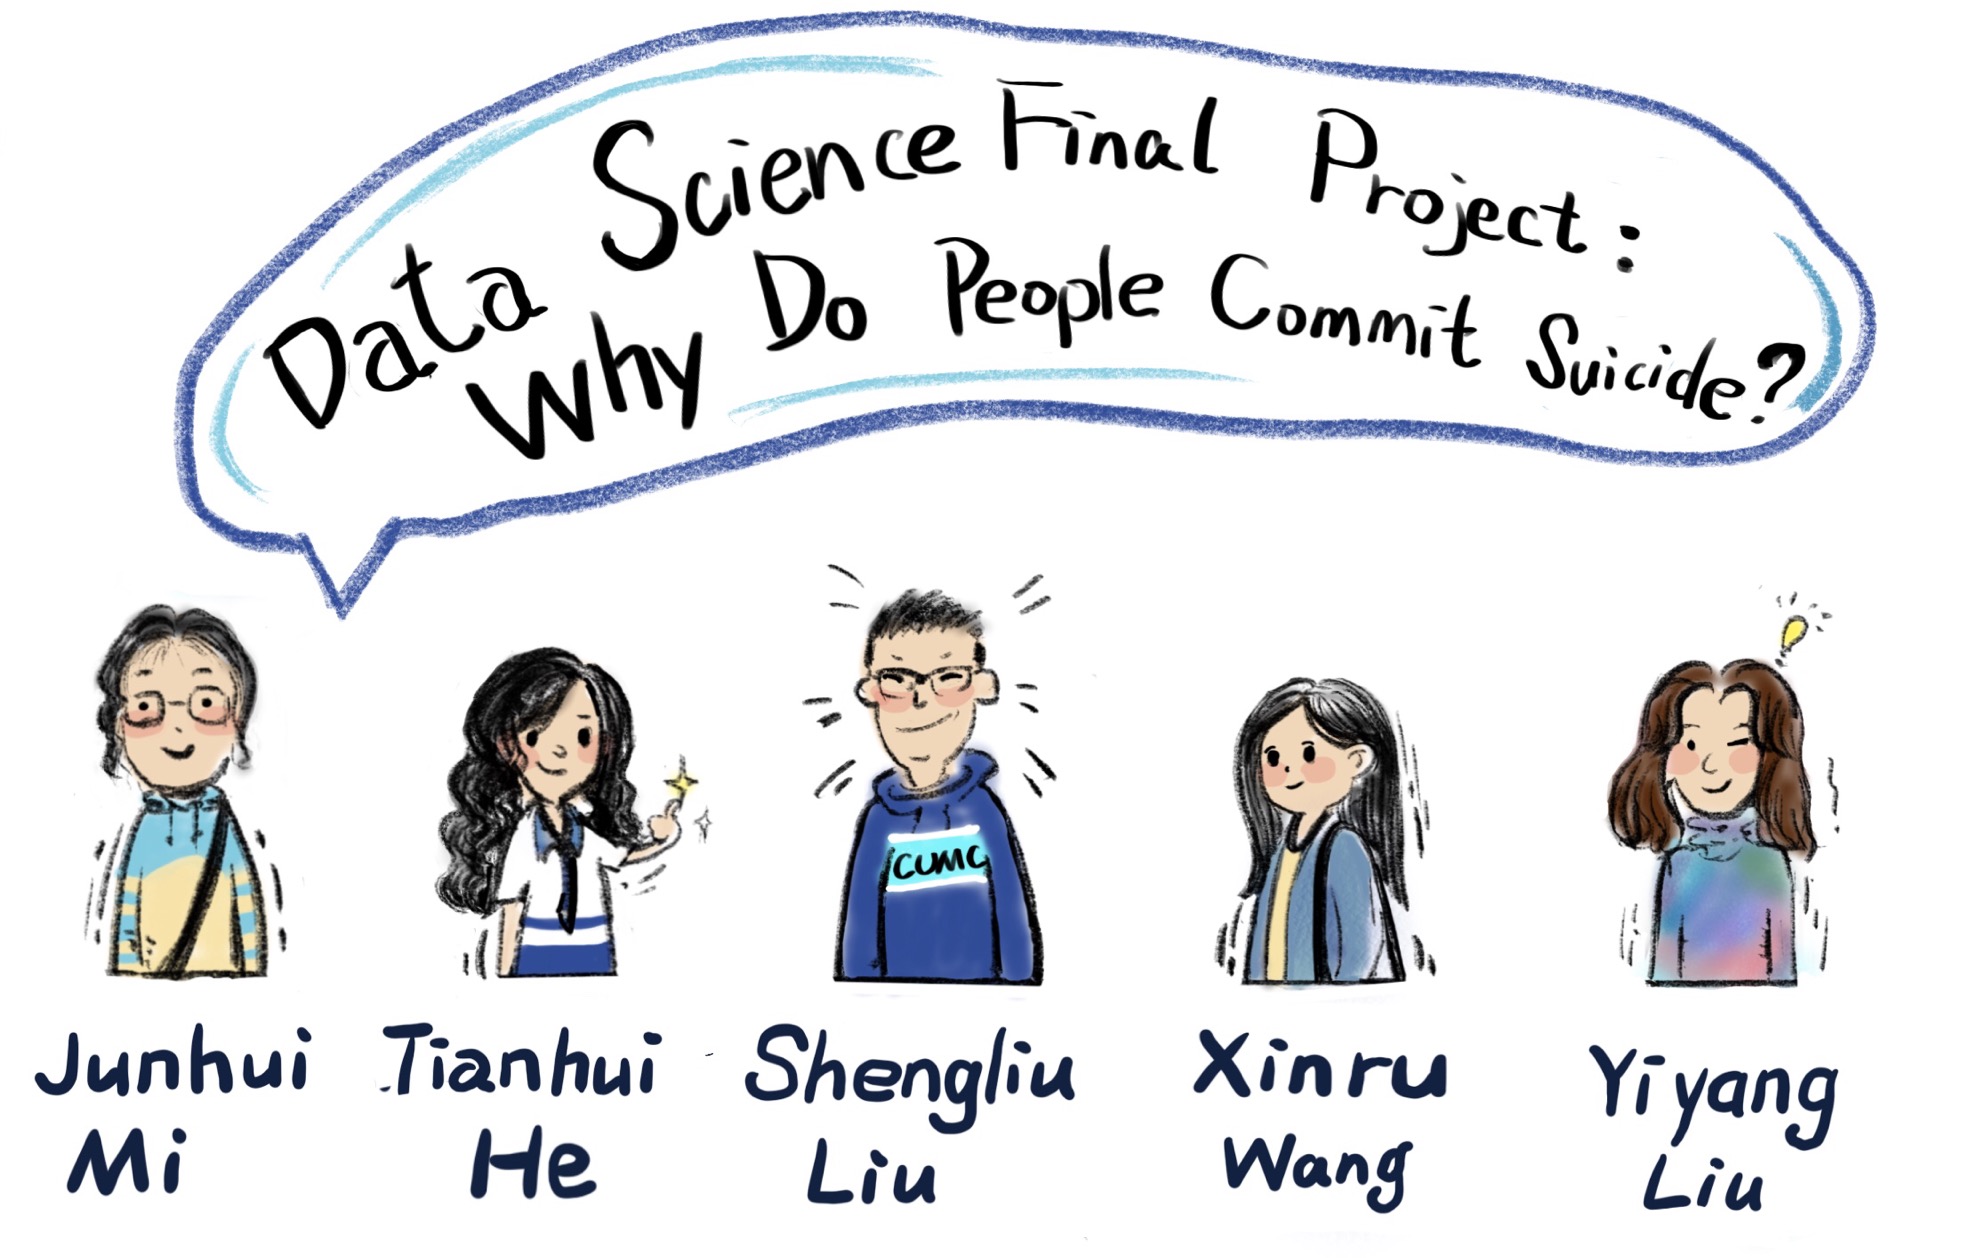 Data Science Final Project:
Why Do People Commit Suicide?
CUMC
Junhui
Mi
Tianhui
He
Shengliu
Liu
Xinru
Wang
Yiyang
Liu